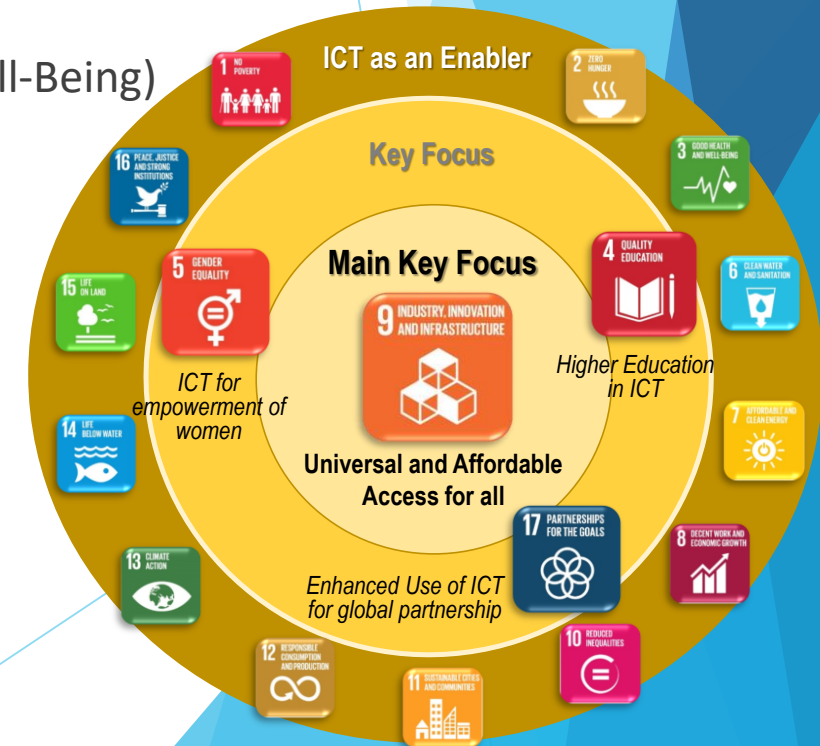 ll-Being)
ICT as an Enabler
1 NO
POVERTY
2 ZERO
HUNGER
Key Focus
16 PEACE, JUSTICE
AND STRONG
INSTITUTIONS
3 GOOD HEALTH
AND WELL-BEING
5 GENDER
EQUALITY
Main Key Focus
4 QUALITY
EDUCATION
15 LIFE
ON LAND
9 INDUSTRY, INNOVATION
AND INFRASTRUCTURE
6 CLEAN WATER
AND SANITATION
ICT for
empowerment of
women
Higher Education
in ICT
14 LIFE
BELOW WATER
7 AFFORDABLE AND
CLEAN ENERGY
Universal and Affordable
Access for all
13 CLIMATE
ACTION
17 PARTNERSHIPS
FOR THE GOALS
8 DECENT WORK AND
ECONOMIC GROWTH
Enhanced Use of ICT
for global partnership
12 RESPONSIBLE
CONSUMPTION
AND PRODUCTION
10 REDUCED
INEQUALITIES
11 SUSTAINABLE CITIES
AND COMMUNITIES